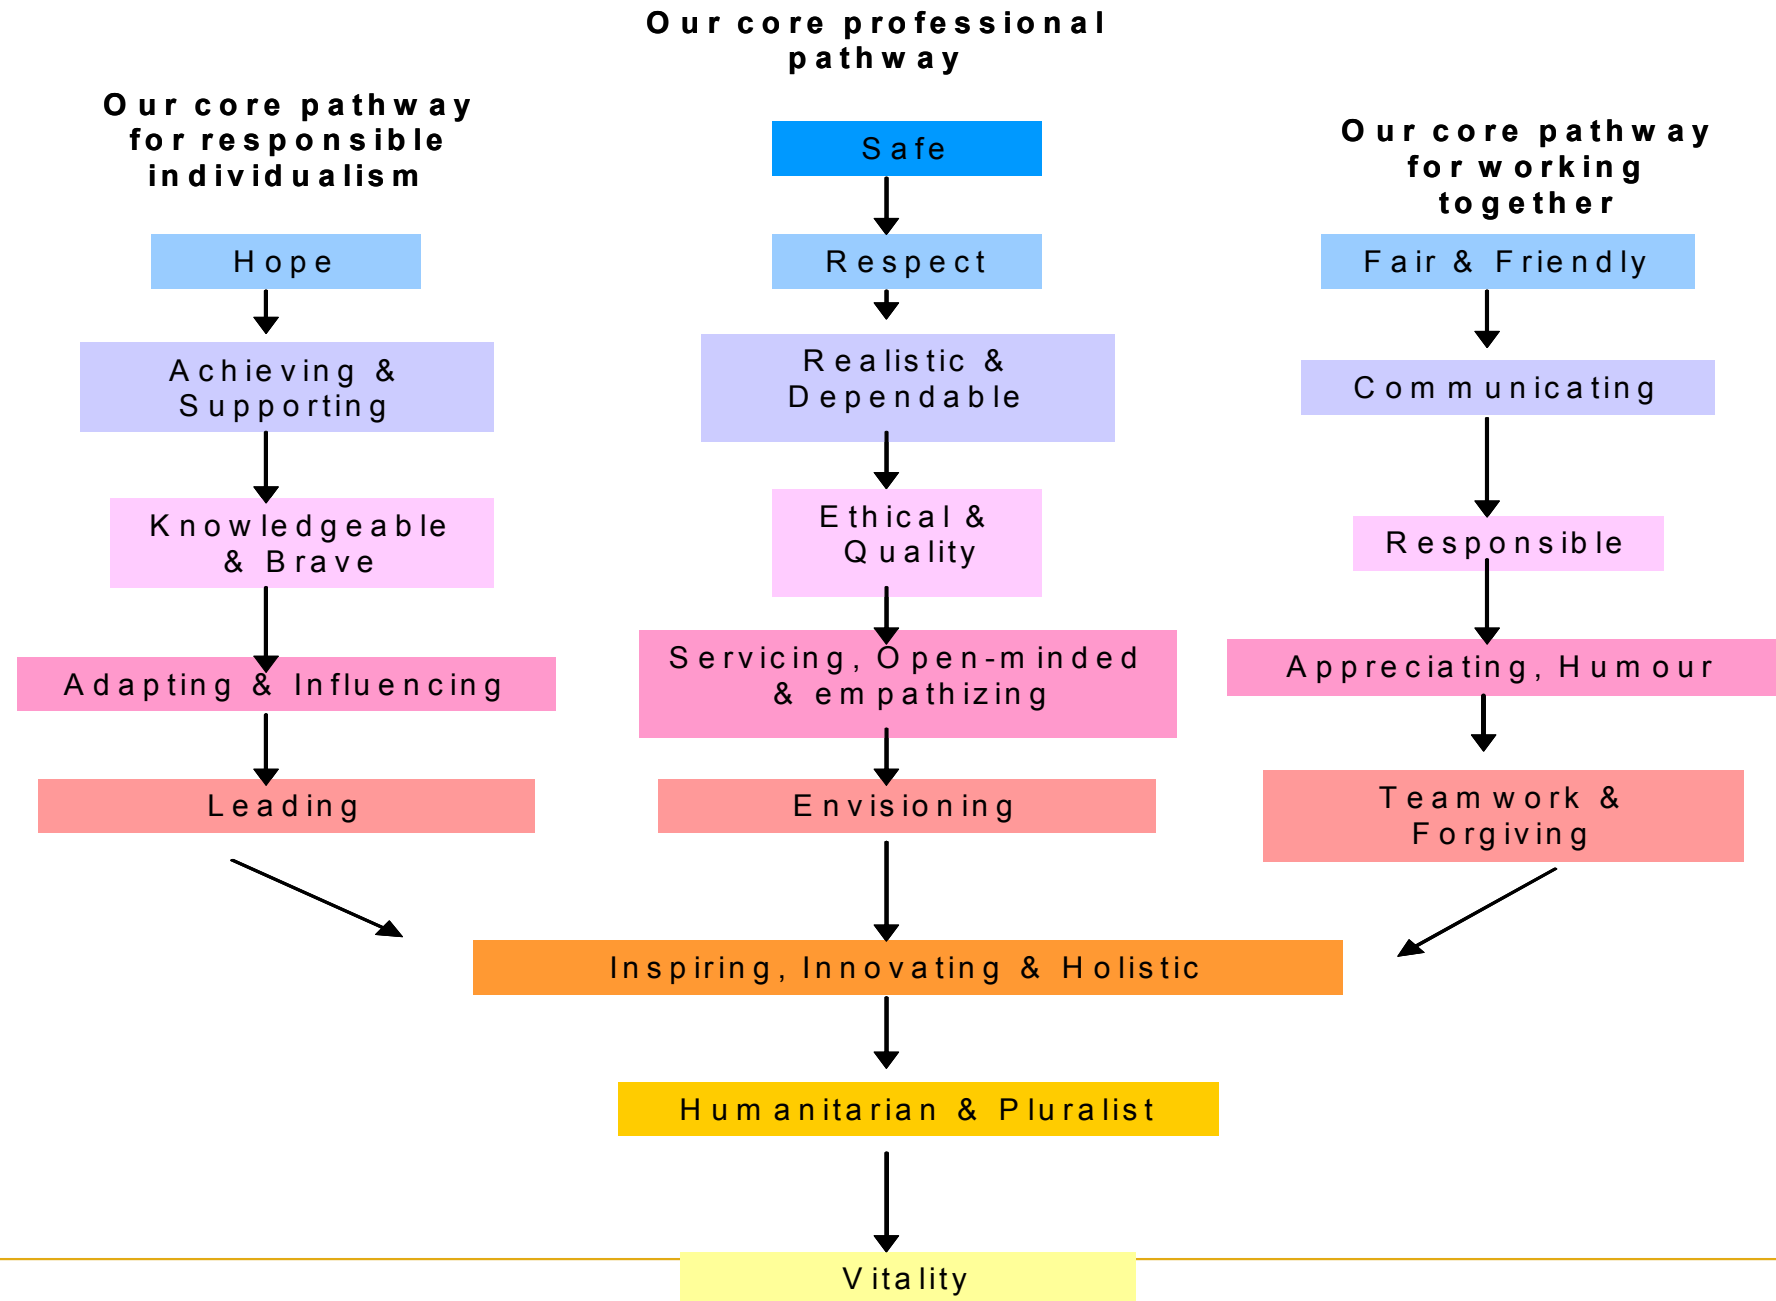 Our core professional
pathway
Our core pathway
for responsible
individualism
Our core pathway
for working
together
Safe
Hope
Respect
Fair & Friendly
Achieving &
Supporting
Realistic &
Dependable
Communicating
Knowledgeable
& Brave
Ethical &
Quality
Responsible
Adapting & Influencing
Servicing, Open-minded
& empathizing
Appreciating, Humour
Leading
Envisioning
Teamwork &
Forgiving
Inspiring, Innovating & Holistic
Humanitarian & Pluralist
Vitality